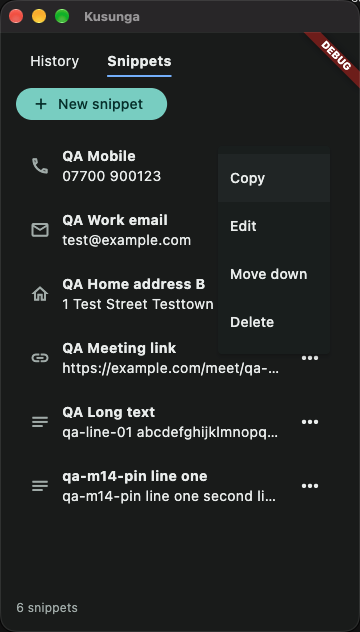 Kusunga
DEBUG
History
Snippets
+ New snippet
QA Mobile
07700 900123
QA Work email
test@example.com
QA Home address B
1 Test Street Testtown
QA Meeting link
https://example.com/meet/qa-…
QA Long text
qa-line-01 abcdefghijklmnopq…
qa-m14-pin line one
qa-m14-pin line one second li…
Copy
Edit
Move down
Delete
6 snippets